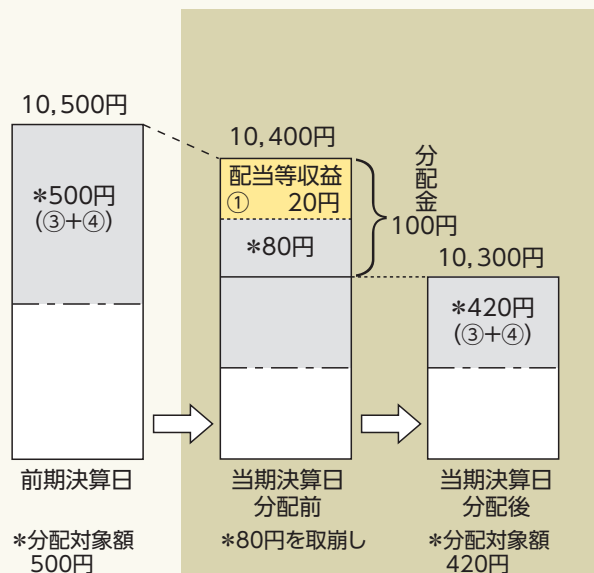 10,500円
＊500円
(③+④)
前期決算日
＊分配対象額
500円
10,400円
配当等収益
① 20円
＊80円
分配金
100円
当期決算日
分配前
＊80円を取崩し
10,300円
＊420円
(③+④)
当期決算日
分配後
＊分配対象額
420円